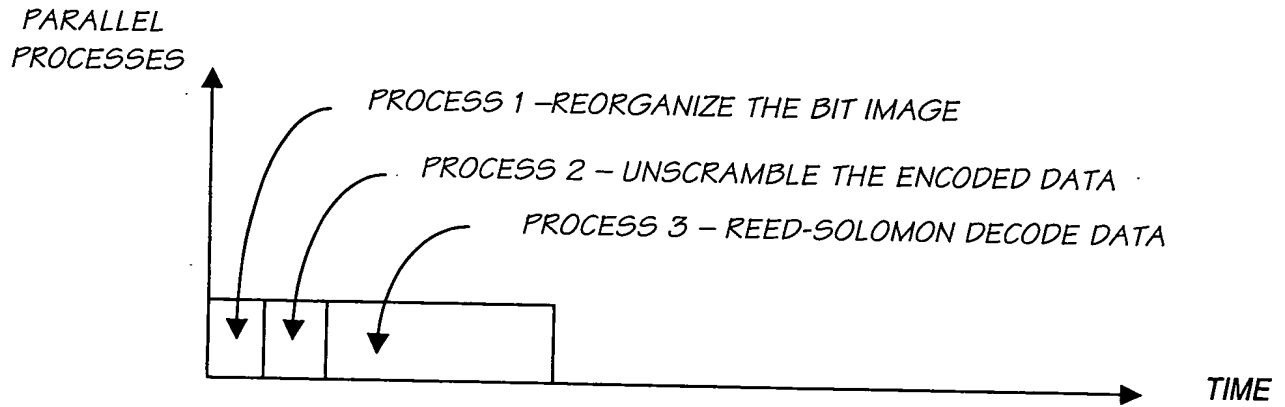 PARALLEL
PROCESSES
PROCESS 1 –REORGANIZE THE BIT IMAGE
PROCESS 2 – UNSCRAMBLE THE ENCODED DATA
PROCESS 3 – REED-SOLOMON DECODE DATA
TIME